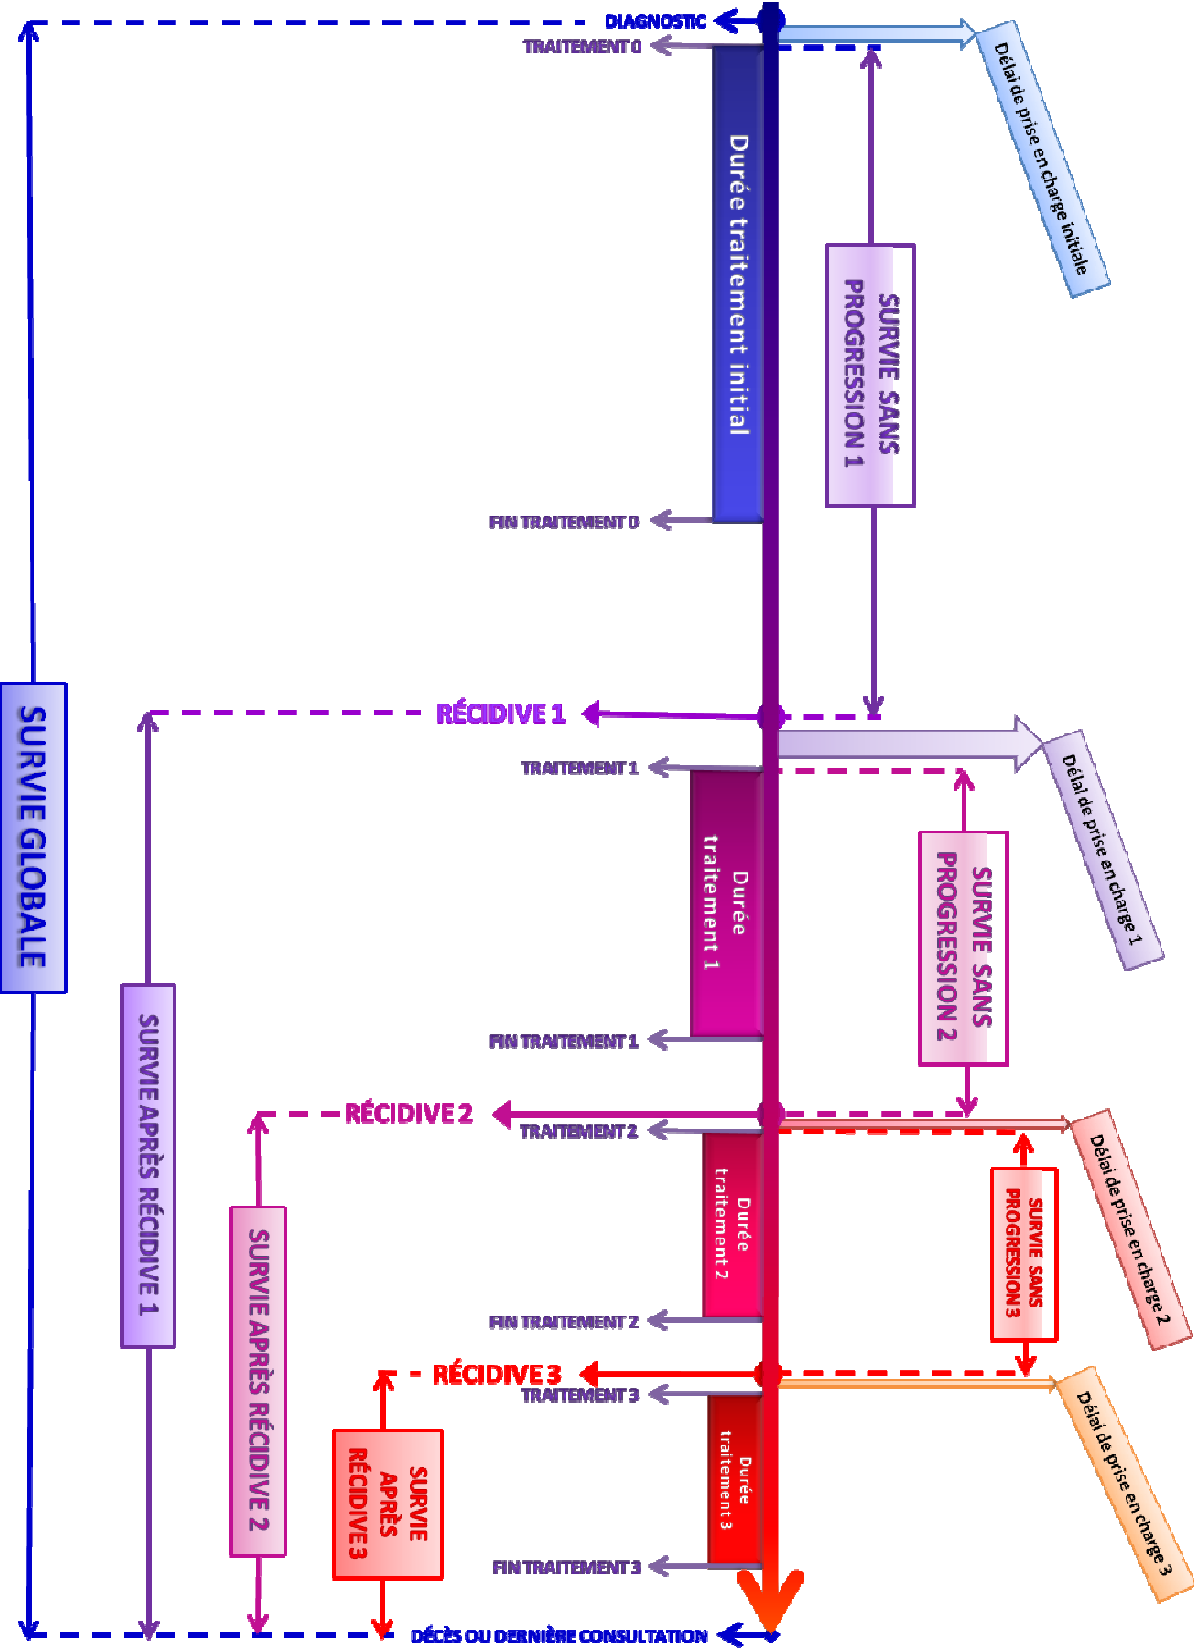 DIAGNOSTIC
TRAITEMENT 0
Délai de prise en charge initiale
Durée traitement initial
SURVIE SANS
PROGRESSION 1
FIN TRAITEMENT 0
SURVIE GLOBALE
RÉCIDIVE 1
TRAITEMENT 1
Délai de prise en charge 1
Durée
traitement 1
SURVIE SANS
PROGRESSION 2
FIN TRAITEMENT 1
SURVIE APRÈS RÉCIDIVE 1
RÉCIDIVE 2
TRAITEMENT 2
Délai de prise en charge 2
Durée
traitement 2
SURVIE SANS
PROGRESSION 3
FIN TRAITEMENT 2
SURVIE APRÈS RÉCIDIVE 2
RÉCIDIVE 3
TRAITEMENT 3
Délai de prise en charge 3
Durée
traitement 3
SURVIE
APRÈS
RÉCIDIVE 3
FIN TRAITEMENT 3
DÉCÈS OU DERNIÈRE CONSULTATION